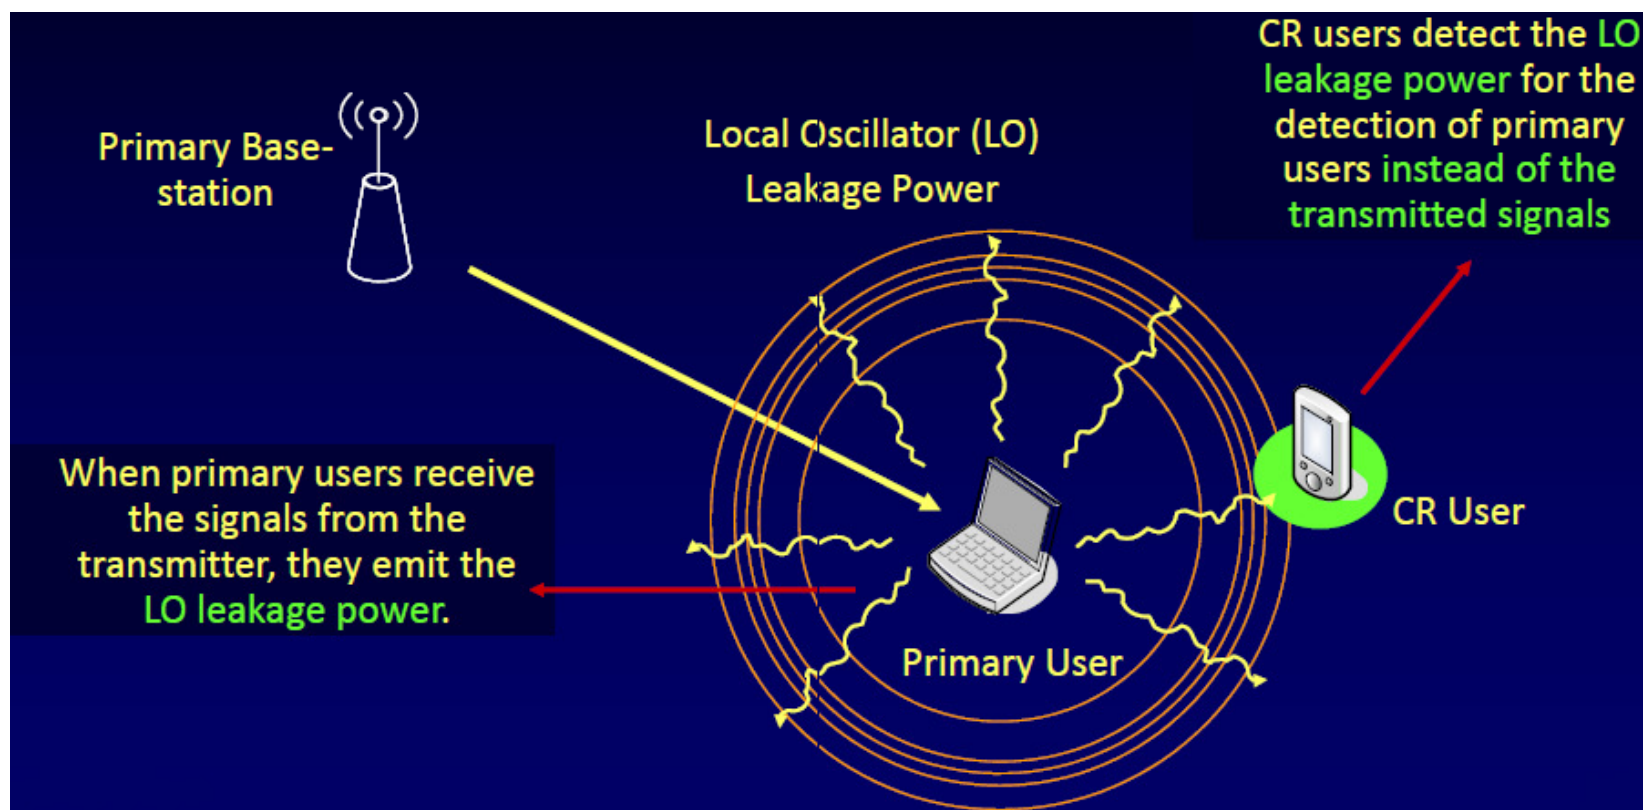 CR users detect the LO
leakage power for the
detection of primary
users instead of the
transmitted signals
Primary Base-
station
Local Oscillator (LO)
Leakage Power
When primary users receive
the signals from the
transmitter, they emit the
LO leakage power.
CR User
Primary User